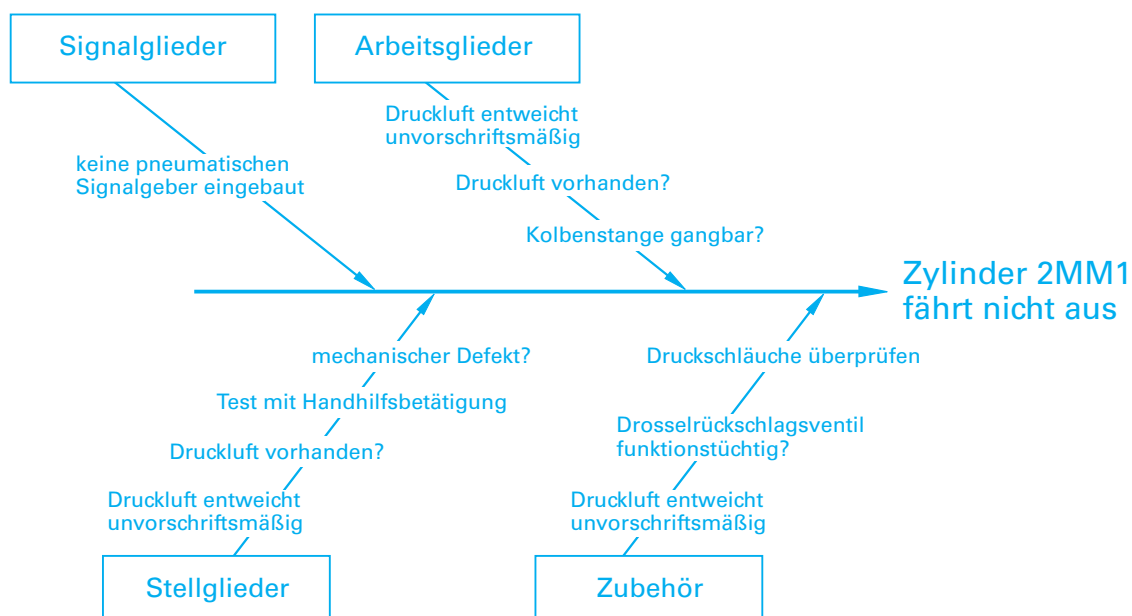 Signalglieder
Arbeitsglieder
Druckluft entweicht
unvorschriftsmäßig
keine pneumatischen
Signalgeber eingebaut
Druckluft vorhanden?
Kolbenstange gangbar?
Zylinder 2MM1
fährt nicht aus
mechanischer Defekt?
Druckschläuche überprüfen
Test mit Handhilfsbetätigung
Drosselrückschlagsventil
funktionstüchtig?
Druckluft vorhanden?
Druckluft entweicht
unvorschriftsmäßig
Druckluft entweicht
unvorschriftsmäßig
Stellglieder
Zubehör